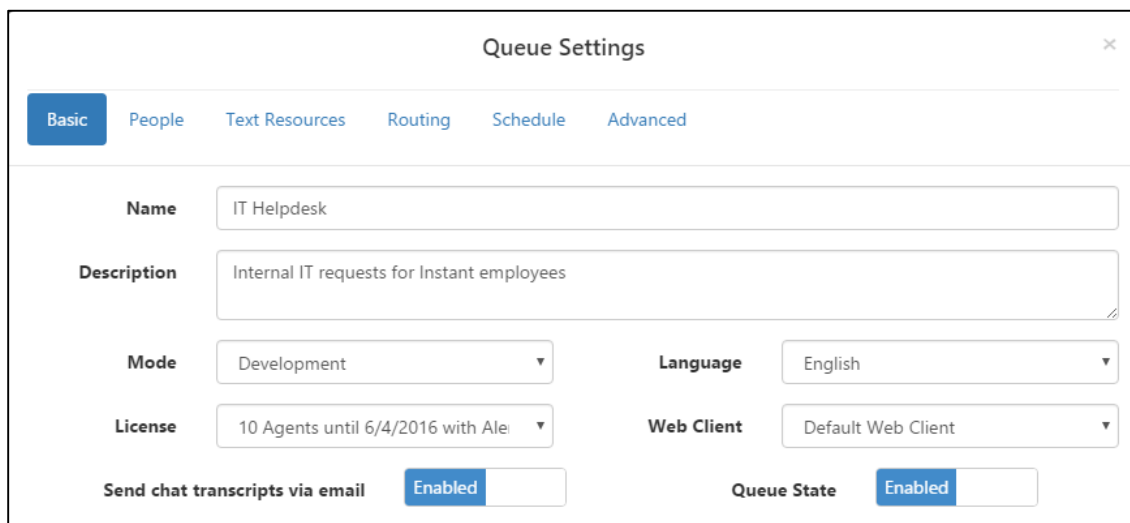 Queue Settings ×
Basic People Text Resources Routing Schedule Advanced
Name IT Helpdesk
Description Internal IT requests for Instant employees
Mode Development Language English
License 10 Agents until 6/4/2016 with Ale Web Client Default Web Client
Send chat transcripts via email Enabled Queue State Enabled